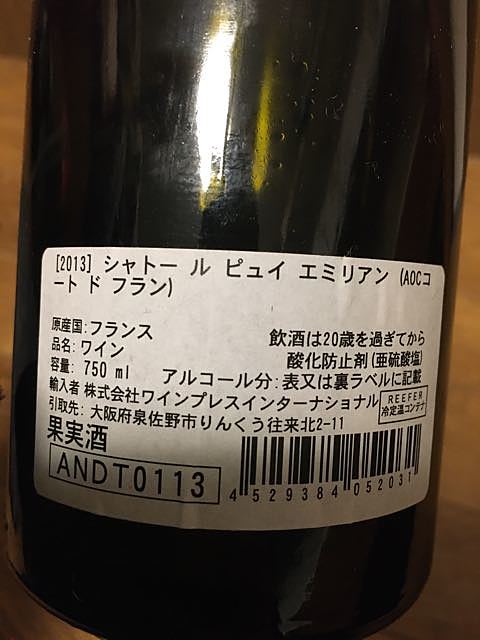 [2013] シャトー ル ピュイ エミリアン (AOCコ
ート ド フラン)
原産国:フランス
飲酒は20歳を過ぎてから
品名:ワイン
酸化防止剤(亜硫酸塩)
容量: 750 ml
アルコール分:表又は裏ラベルに記載
輸入者 株式会社ワインプレスインターナショナル
REEFER
冷定温コンテナ
引取先: 大阪府泉佐野市りんくう往来北2-11
果実酒
ANDT0113
4 529384 052031